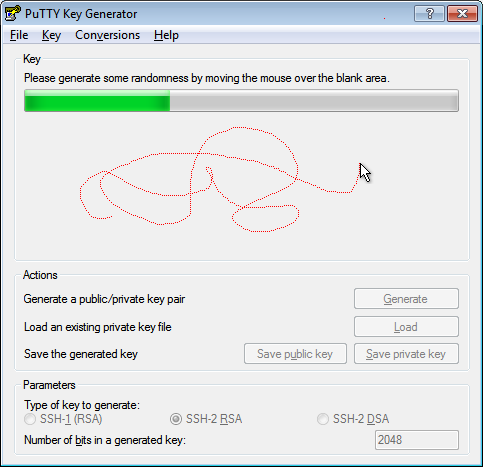 PuTTY Key Generator
File Key Conversions Help
Key
Please generate some randomness by moving the mouse over the blank area.
Actions
Generate a public/private key pair
Generate
Load an existing private key file
Load
Save the generated key
Save public key
Save private key
Parameters
Type of key to generate:
SSH-1 (RSA)
SSH-2 RSA
SSH-2 DSA
Number of bits in a generated key:
2048